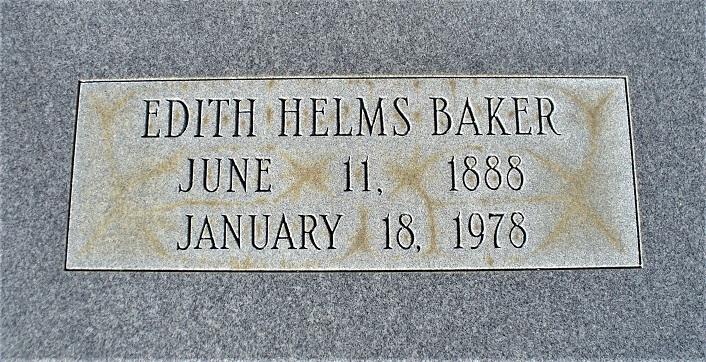 EDITH HELMS BAKER
JUNE 11, 1888
JANUARY 18, 1978